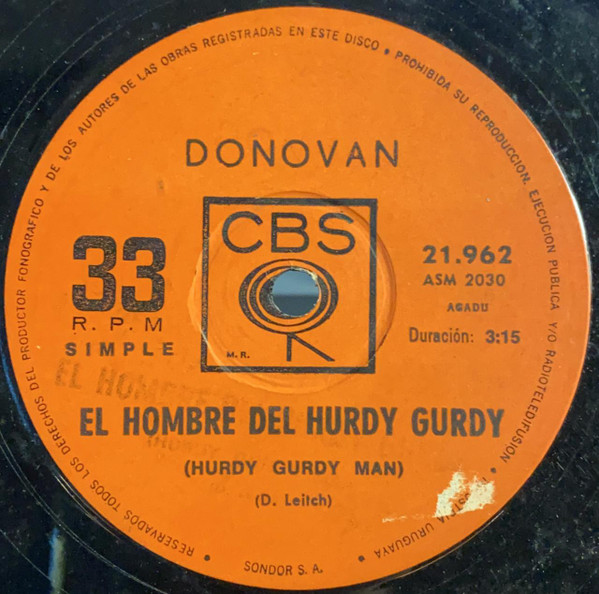 RESERVADOS TODOS LOS DERECHOS DEL PRODUCTOR FONOGRAFICO Y DE LOS AUTORES DE LAS OBRAS REGISTRADAS EN ESTE DISCO • PROHIBIDA SU REPRODUCCION, EJECUCION PUBLICA Y/O RADIOTELEDIFUSION
DONOVAN
CBS
33
R. P. M
SIMPLE
M. R.
21.962
ASM 2030
AGADU
Duración: 3:15
EL HOMBRE
EL HOMBRE DEL HURDY GURDY
(HURDY GURDY MAN)
(D. Leitch)
URUGUAYA
SONDOR S. A.